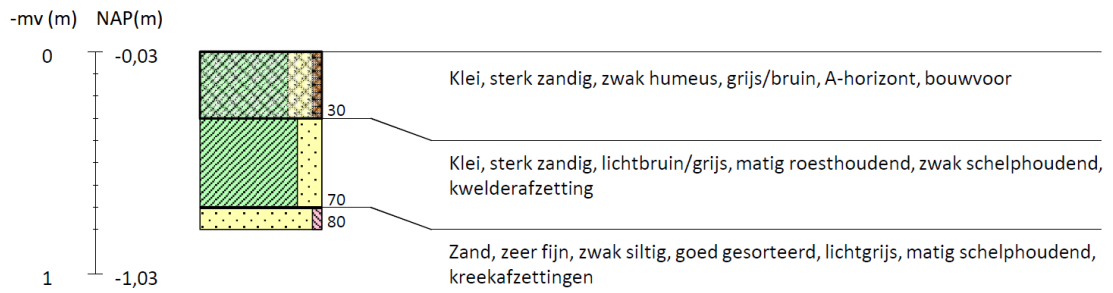 -mv (m) NAP(m)
0 -0,03
Klei, sterk zandig, zwak humeus, grijs/bruin, A-horizont, bouwvoor
30
Klei, sterk zandig, lichtbruin/grijs, matig roesthoudend, zwak schelphoudend,
kwelderafzetting
70
80
Zand, zeer fijn, zwak siltig, goed gesorteerd, lichtgrijs, matig schelphoudend,
kreekafzettingen
1 -1,03